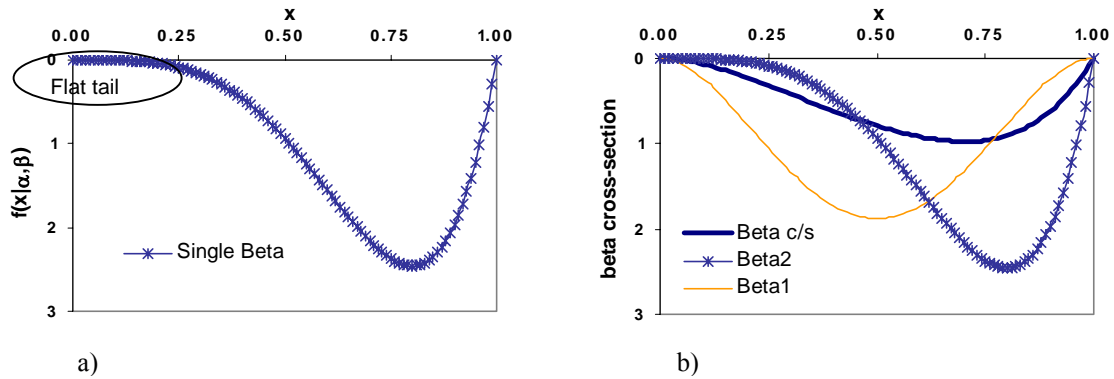 x
0.00 0.25 0.50 0.75 1.00
0
1
2
3
f(x|α,β)
Flat tail
Single Beta
a)
x
0.00 0.25 0.50 0.75 1.00
0
1
2
3
beta cross-section
Beta c/s
Beta2
Beta1
b)